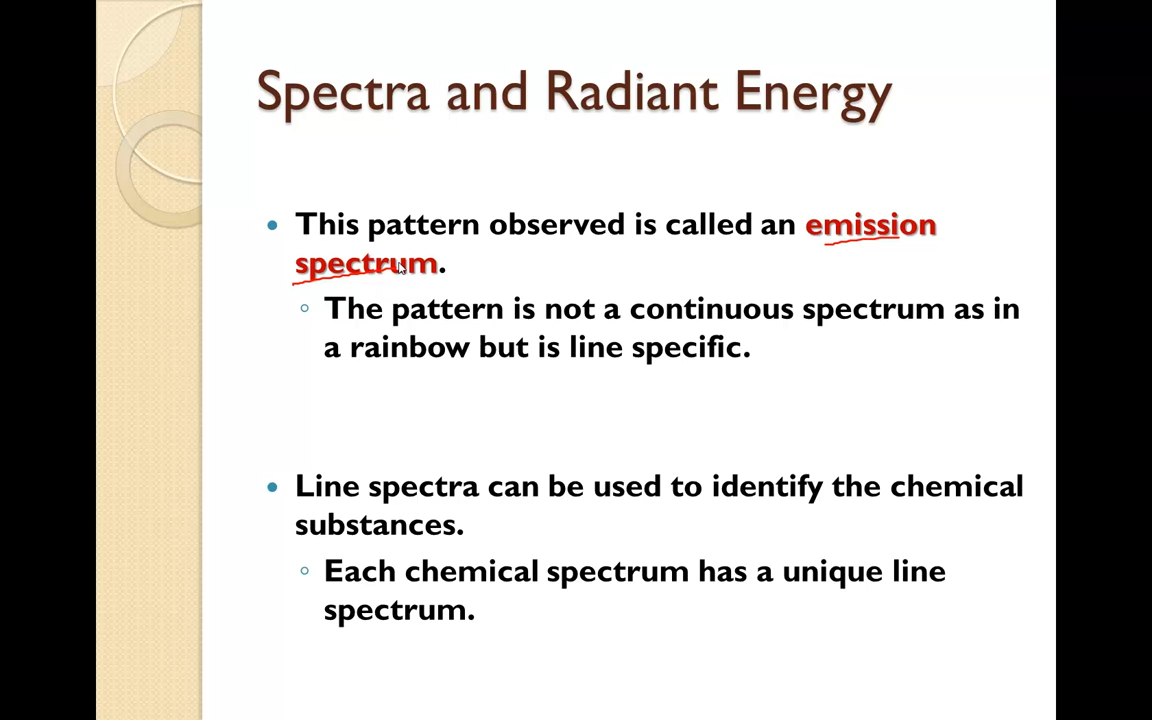 Spectra and Radiant Energy
This pattern observed is called an emission
spectrum.
The pattern is not a continuous spectrum as in
a rainbow but is line specific.
Line spectra can be used to identify the chemical
substances.
Each chemical spectrum has a unique line
spectrum.